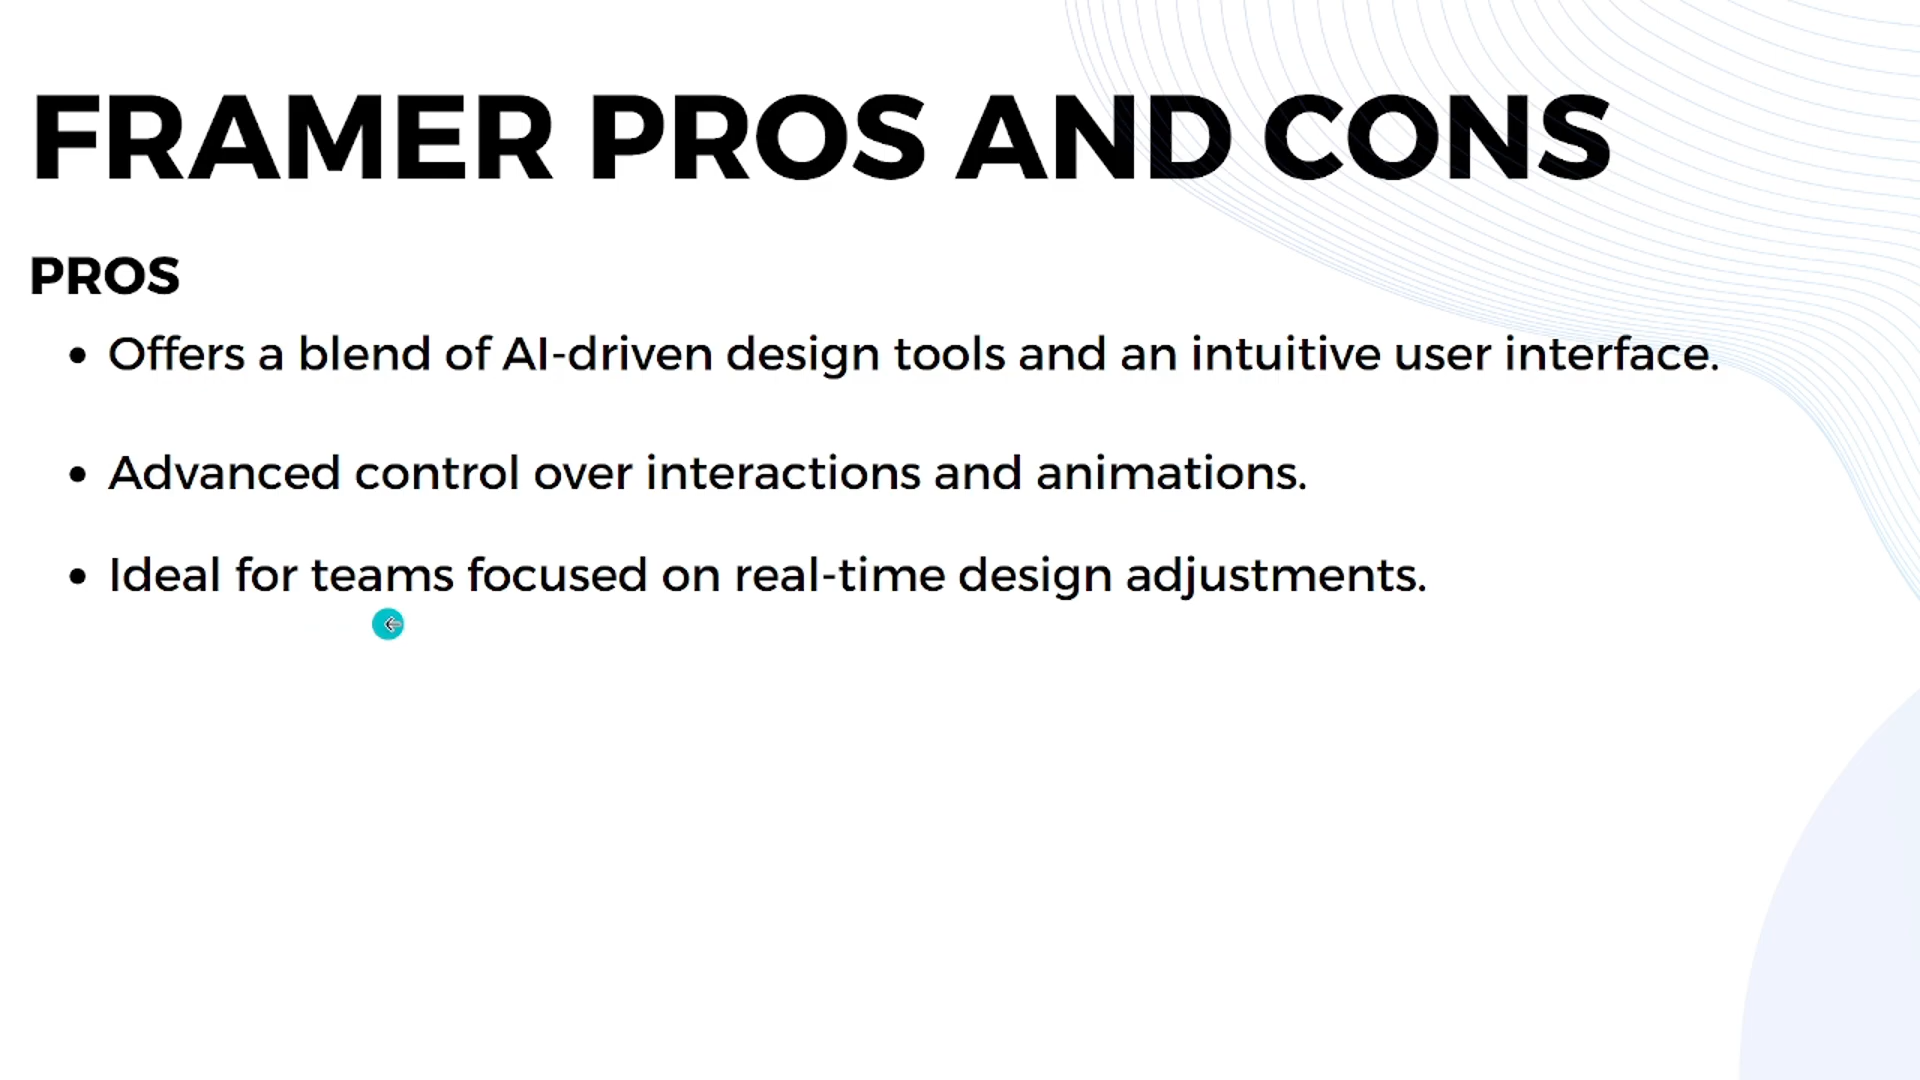 FRAMER PROS AND CONS
PROS
• Offers a blend of AI-driven design tools and an intuitive user interface.
• Advanced control over interactions and animations.
• Ideal for teams focused on real-time design adjustments.